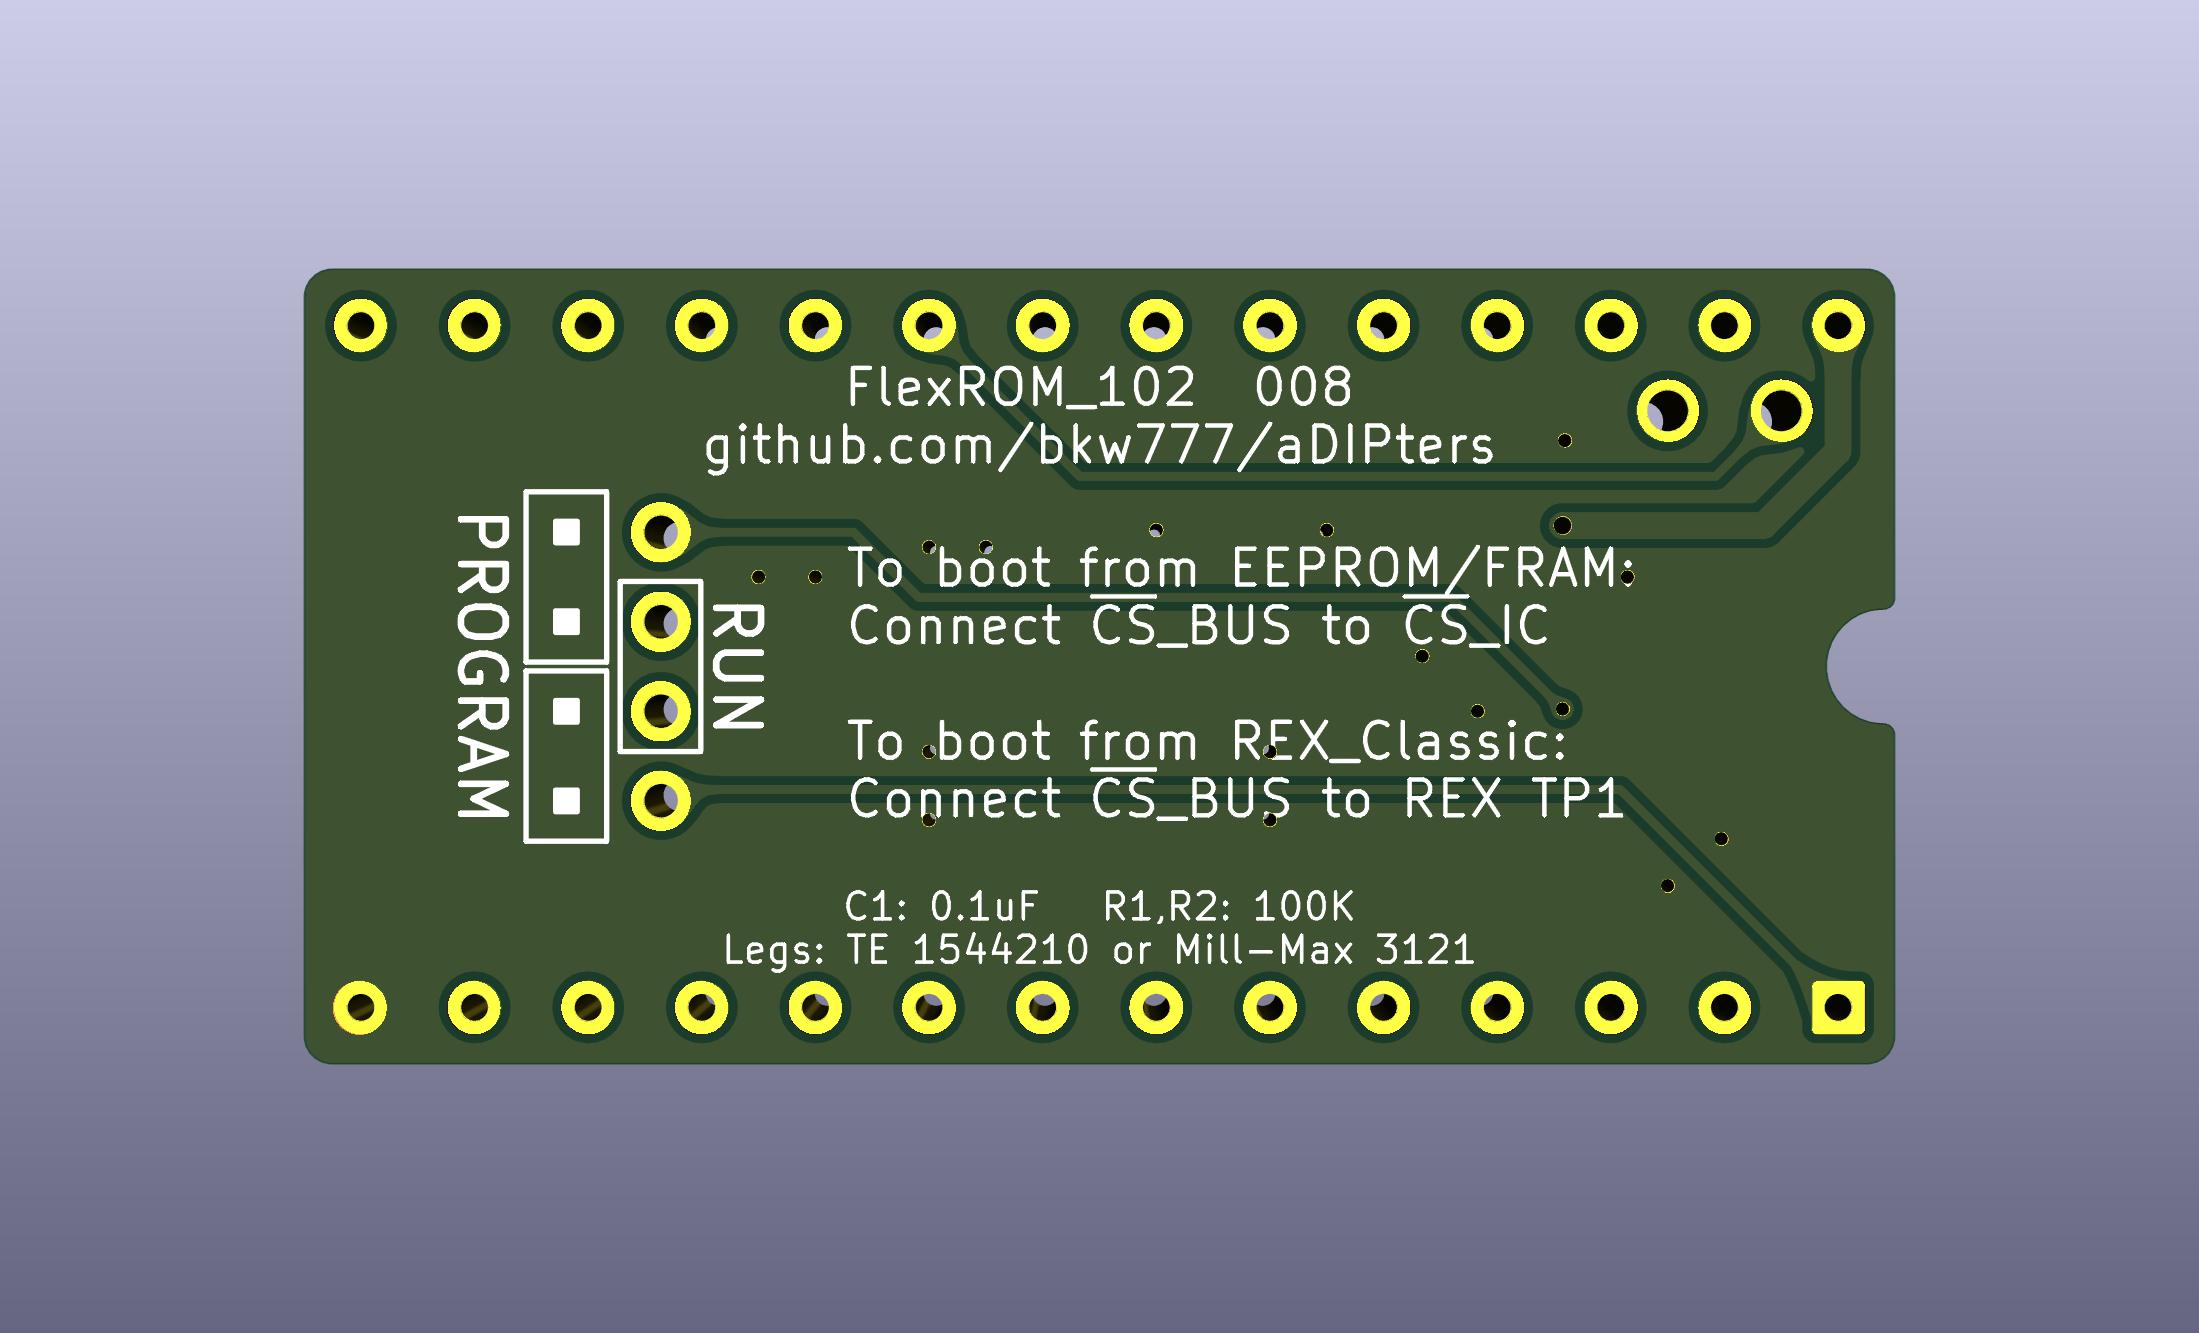 FlexROM_102 008
github.com/bkw777/aDIPters
PROGRAM
RUN
To boot from EEPROM/FRAM:
Connect CS_BUS to CS_IC
To boot from REX_Classic:
Connect CS_BUS to REX TP1
C1: 0.1uF R1,R2: 100K
Legs: TE 1544210 or Mill-Max 3121